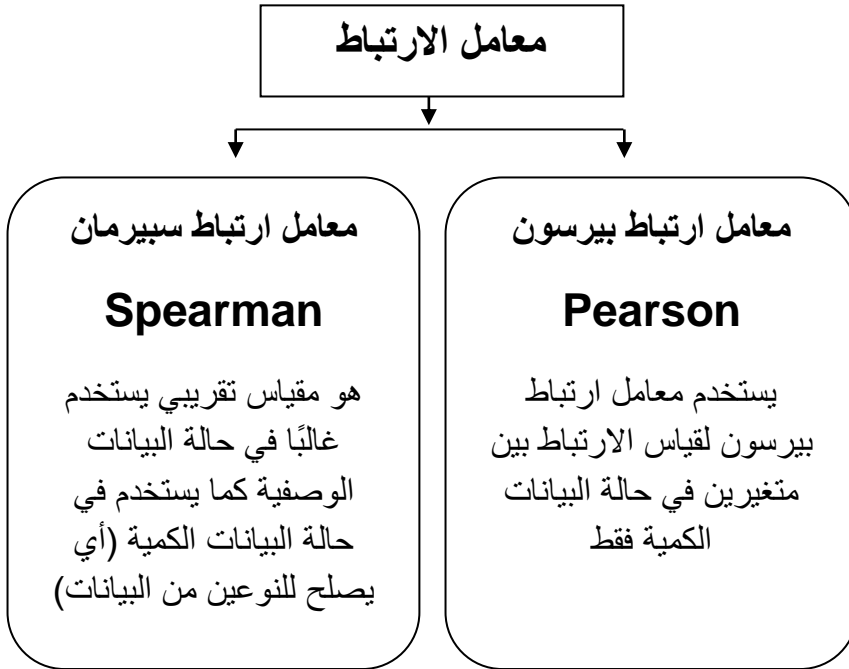 معامل الارتباط
معامل ارتباط بيرسون
Pearson
يستخدم معامل ارتباط
بيرسون لقياس الارتباط بين
متغيرين في حالة البيانات
الكمية فقط
معامل ارتباط سبيرمان
Spearman
هو مقياس تقريبي يستخدم
غالبًا في حالة البيانات
الوصفية كما يستخدم في
حالة البيانات الكمية (أي
يصلح للنوعين من البيانات)